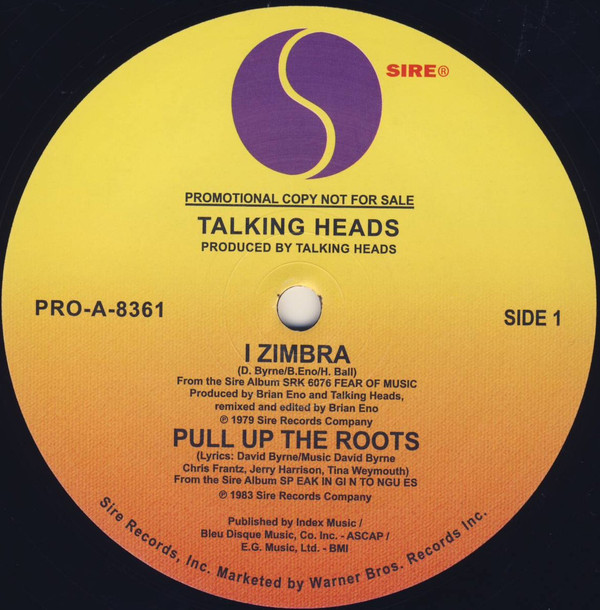 SIRE®
PROMOTIONAL COPY NOT FOR SALE
TALKING HEADS
PRODUCED BY TALKING HEADS
PRO-A-8361
SIDE 1
I ZIMBRA
(D. Byrne/B.Eno/H. Ball)
From the Sire Album SRK 6076 FEAR OF MUSIC
Produced by Brian Eno and Talking Heads,
remixed and edited by Brian Eno
℗ 1979 Sire Records Company
PULL UP THE ROOTS
(Lyrics: David Byrne/Music David Byrne
Chris Frantz, Jerry Harrison, Tina Weymouth)
From the Sire Album SP EAK IN GI N TO NGU ES
℗ 1983 Sire Records Company
Published by Index Music /
Bleu Disque Music, Co. Inc. - ASCAP /
E.G. Music, Ltd. - BMI
Sire Records, Inc. Marketed by Warner Bros. Records Inc.